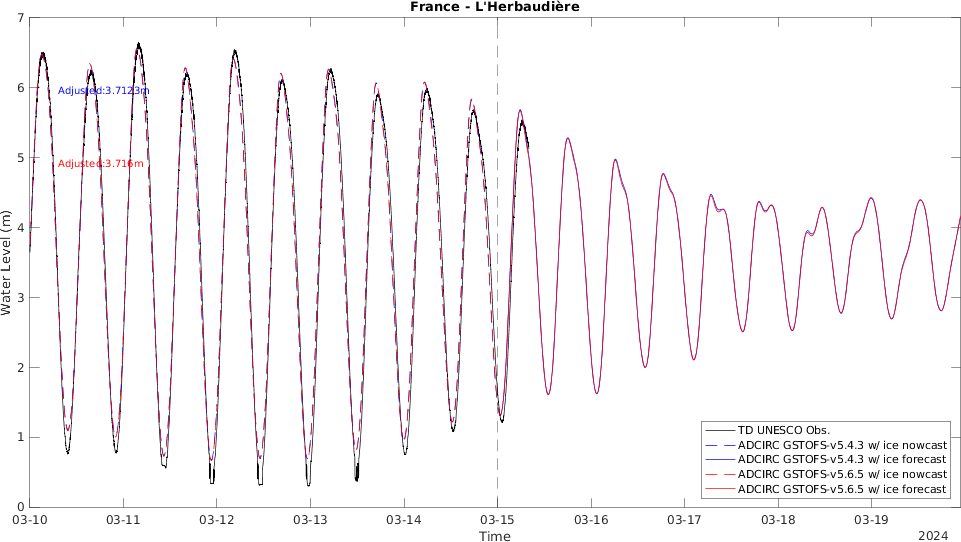 France - L'Herbaudière
7
6
5
4
3
2
1
0
Water Level (m)
Adjusted:3.7123m
Adjusted:3.716m
TD UNESCO Obs.
ADCIRC GSTOFS-v5.4.3 w/ ice nowcast
ADCIRC GSTOFS-v5.4.3 w/ ice forecast
ADCIRC GSTOFS-v5.6.5 w/ ice nowcast
ADCIRC GSTOFS-v5.6.5 w/ ice forecast
03-10 03-11 03-12 03-13 03-14 03-15 03-16 03-17 03-18 03-19
Time
2024